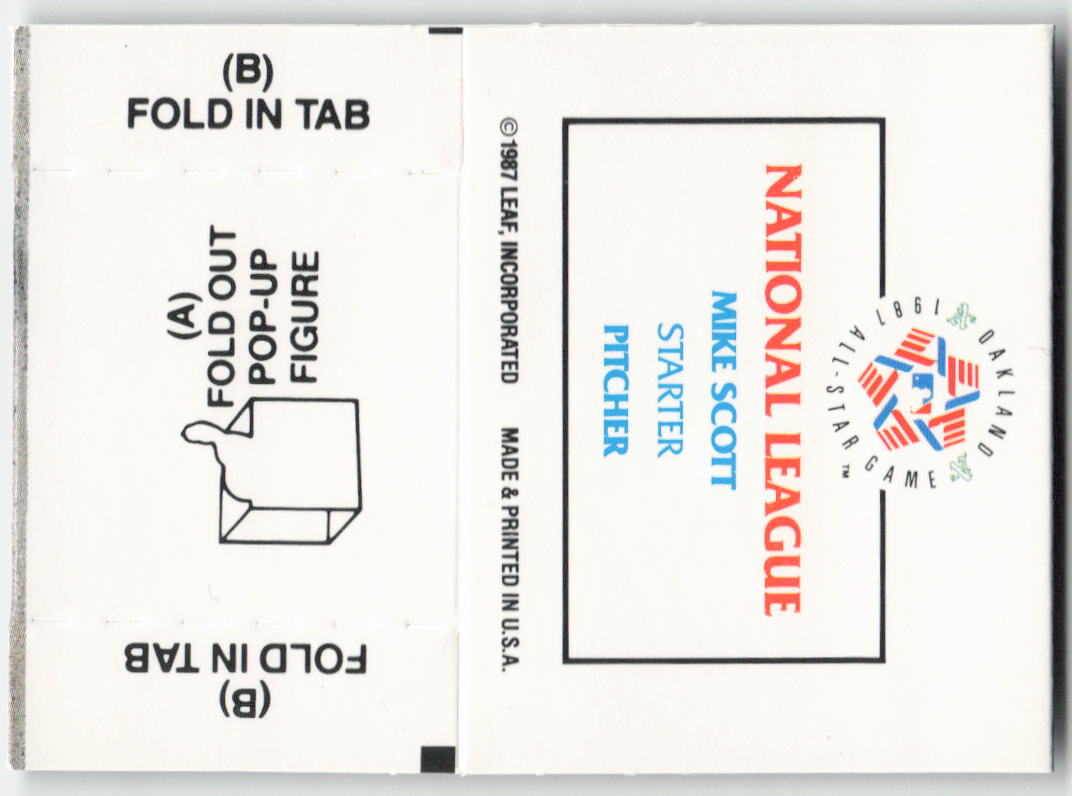 (B)
FOLD IN TAB
(A)
FOLD OUT
POP-UP
FIGURE
FOLD IN TAB
(B)
OAKLAND
1987 ALL-STAR GAME ™
NATIONAL LEAGUE
MIKE SCOTT
STARTER
PITCHER
© 1987 LEAF, INCORPORATED MADE & PRINTED IN U.S.A.